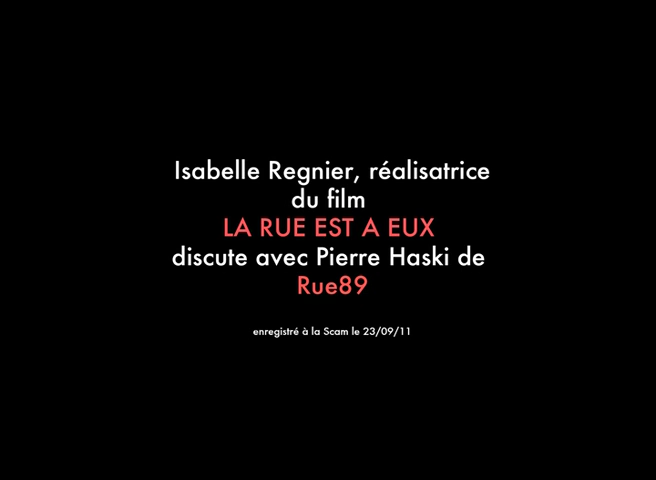 Isabelle Regnier, réalisatrice
du film
LA RUE EST A EUX
discute avec Pierre Haski de
Rue89
enregistré à la Scam le 23/09/11